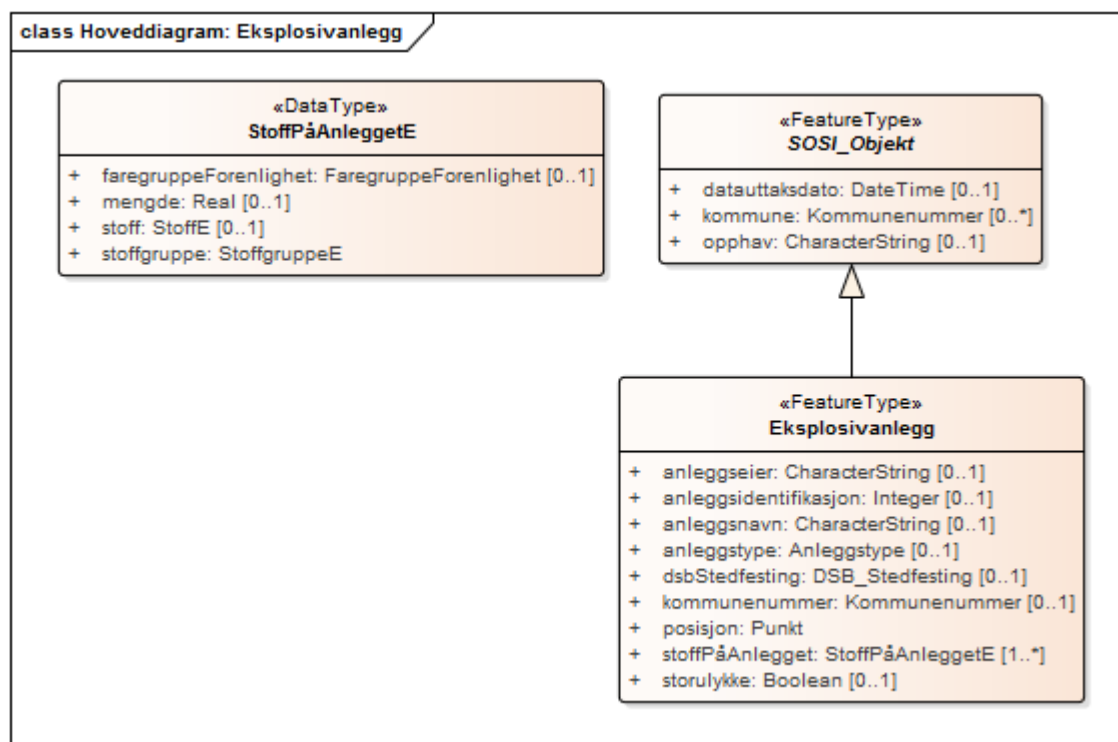 class Hoveddiagram: Eksplosivanlegg
«DataType»
StoffPåAnleggetE
+ faregruppeForenlighet: FaregruppeForenlighet [0..1]
+ mengde: Real [0..1]
+ stoff: StoffE [0..1]
+ stoffgruppe: StoffgruppeE
«FeatureType»
SOSI_Objekt
+ datauttaksdato: DateTime [0..1]
+ kommune: Kommunenummer [0..*]
+ opphav: CharacterString [0..1]
«FeatureType»
Eksplosivanlegg
+ anleggseier: CharacterString [0..1]
+ anleggsidentifikasjon: Integer [0..1]
+ anleggsnavn: CharacterString [0..1]
+ anleggstype: Anleggstype [0..1]
+ dsbStedfesting: DSB_Stedfesting [0..1]
+ kommunenummer: Kommunenummer [0..1]
+ posisjon: Punkt
+ stoffPåAnlegget: StoffPåAnleggetE [1..*]
+ storulykke: Boolean [0..1]